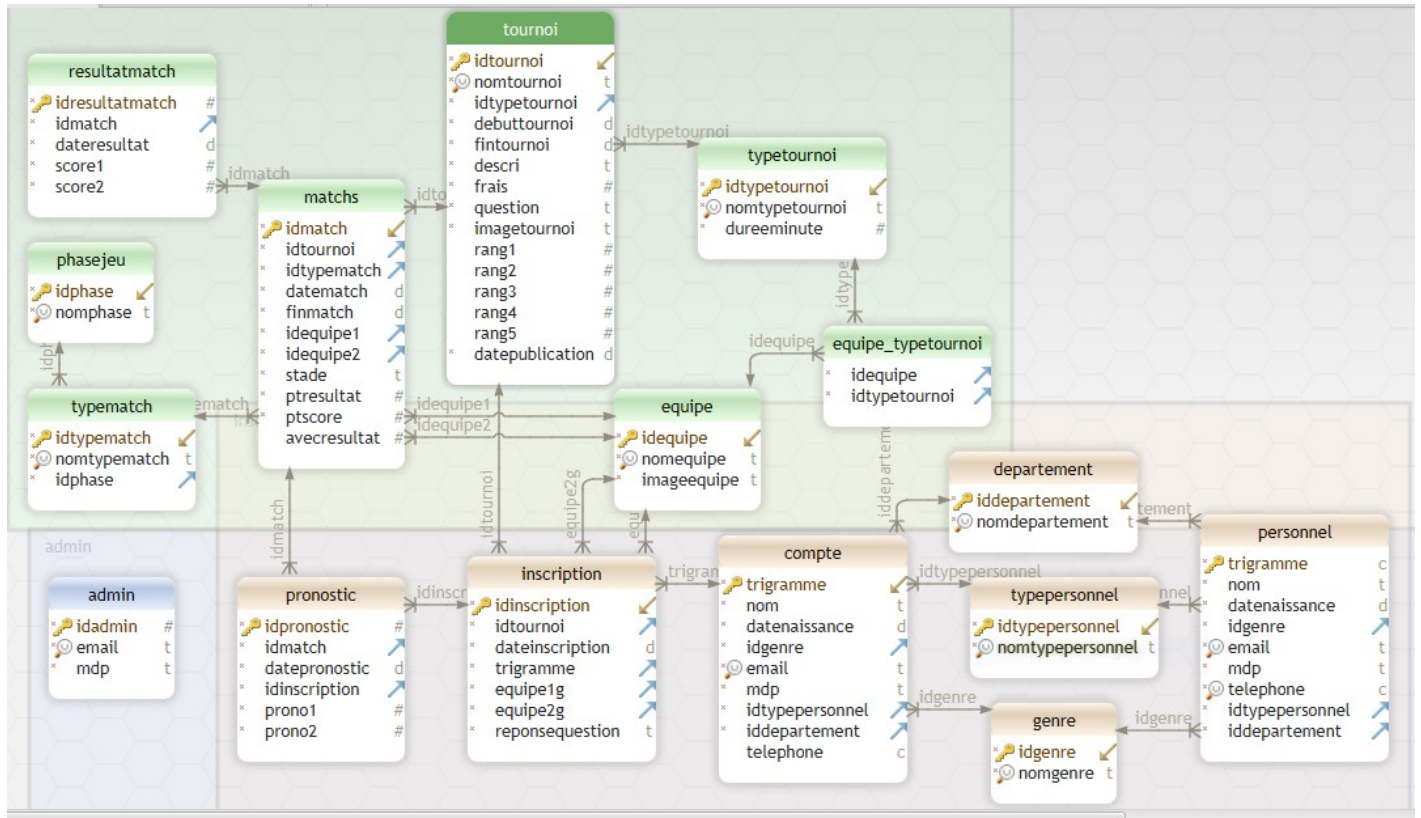 tournoi
idtournoi
nomtournoi t
idtypetournoi
debuttournoi d
fintournoi d
descri t
frais #
question t
imagetournoi t
rang1 #
rang2 #
rang3 #
rang4 #
rang5 #
datepublication d
resultatmatch
idresultatmatch #
idmatch
dateresultat d
score1 #
score2 #
idmatch
matchs
idmatch
idtournoi
idtypematch
datematch d
finmatch d
idequipe1
idequipe2
stade t
ptresultat #
ptscore #
avecresultat #
idtypetournoi
typetournoi
idtypetournoi
nomtypetournoi t
dureeminute #
phasejeu
idphase
nomphase t
typematch
idtypematch
nomtypematch t
idphase
idequipe
equipe_typetournoi
idequipe
idtypetournoi
idequipe1
idequipe2
equipe
idequipe
nomequipe t
imageequipe t
departement
iddepartement
nomdepartement t
idmatch
idtournoi
equipe2g
admin
admin
idadmin #
email t
mdp t
pronostic
idpronostic #
idmatch
datepronostic d
idinscription
prono1 #
prono2 #
inscription
idinscription
idtournoi
dateinscription d
trigramme
equipe1g
equipe2g
reponsequestion t
compte
trigramme
nom t
datenaissance d
idgenre
email t
mdp t
idtypepersonnel
iddepartement
telephone c
idtypepersonnel
typepersonnel
idtypepersonnel
nomtypepersonnel t
idgenre
genre
idgenre
nomgenre t
idgenre
personnel
trigramme c
nom t
datenaissance d
idgenre
email t
mdp t
telephone c
idtypepersonnel
iddepartement